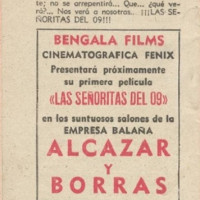 te; no se arrepentirá... Que... ¿qué ve-
rá?... Nos verá a nosotros.. ¡¡¡LAS SE-
ÑORITAS DEL 09!!!
BENGALA FILMS
CINEMATOGRAFICA FENIX
Presentará próximamente
su primera película
«LAS SEÑORITAS DEL 09»
en los suntuosos salones de la
EMPRESA BALAÑA
ALCAZAR
Y
BORRAS